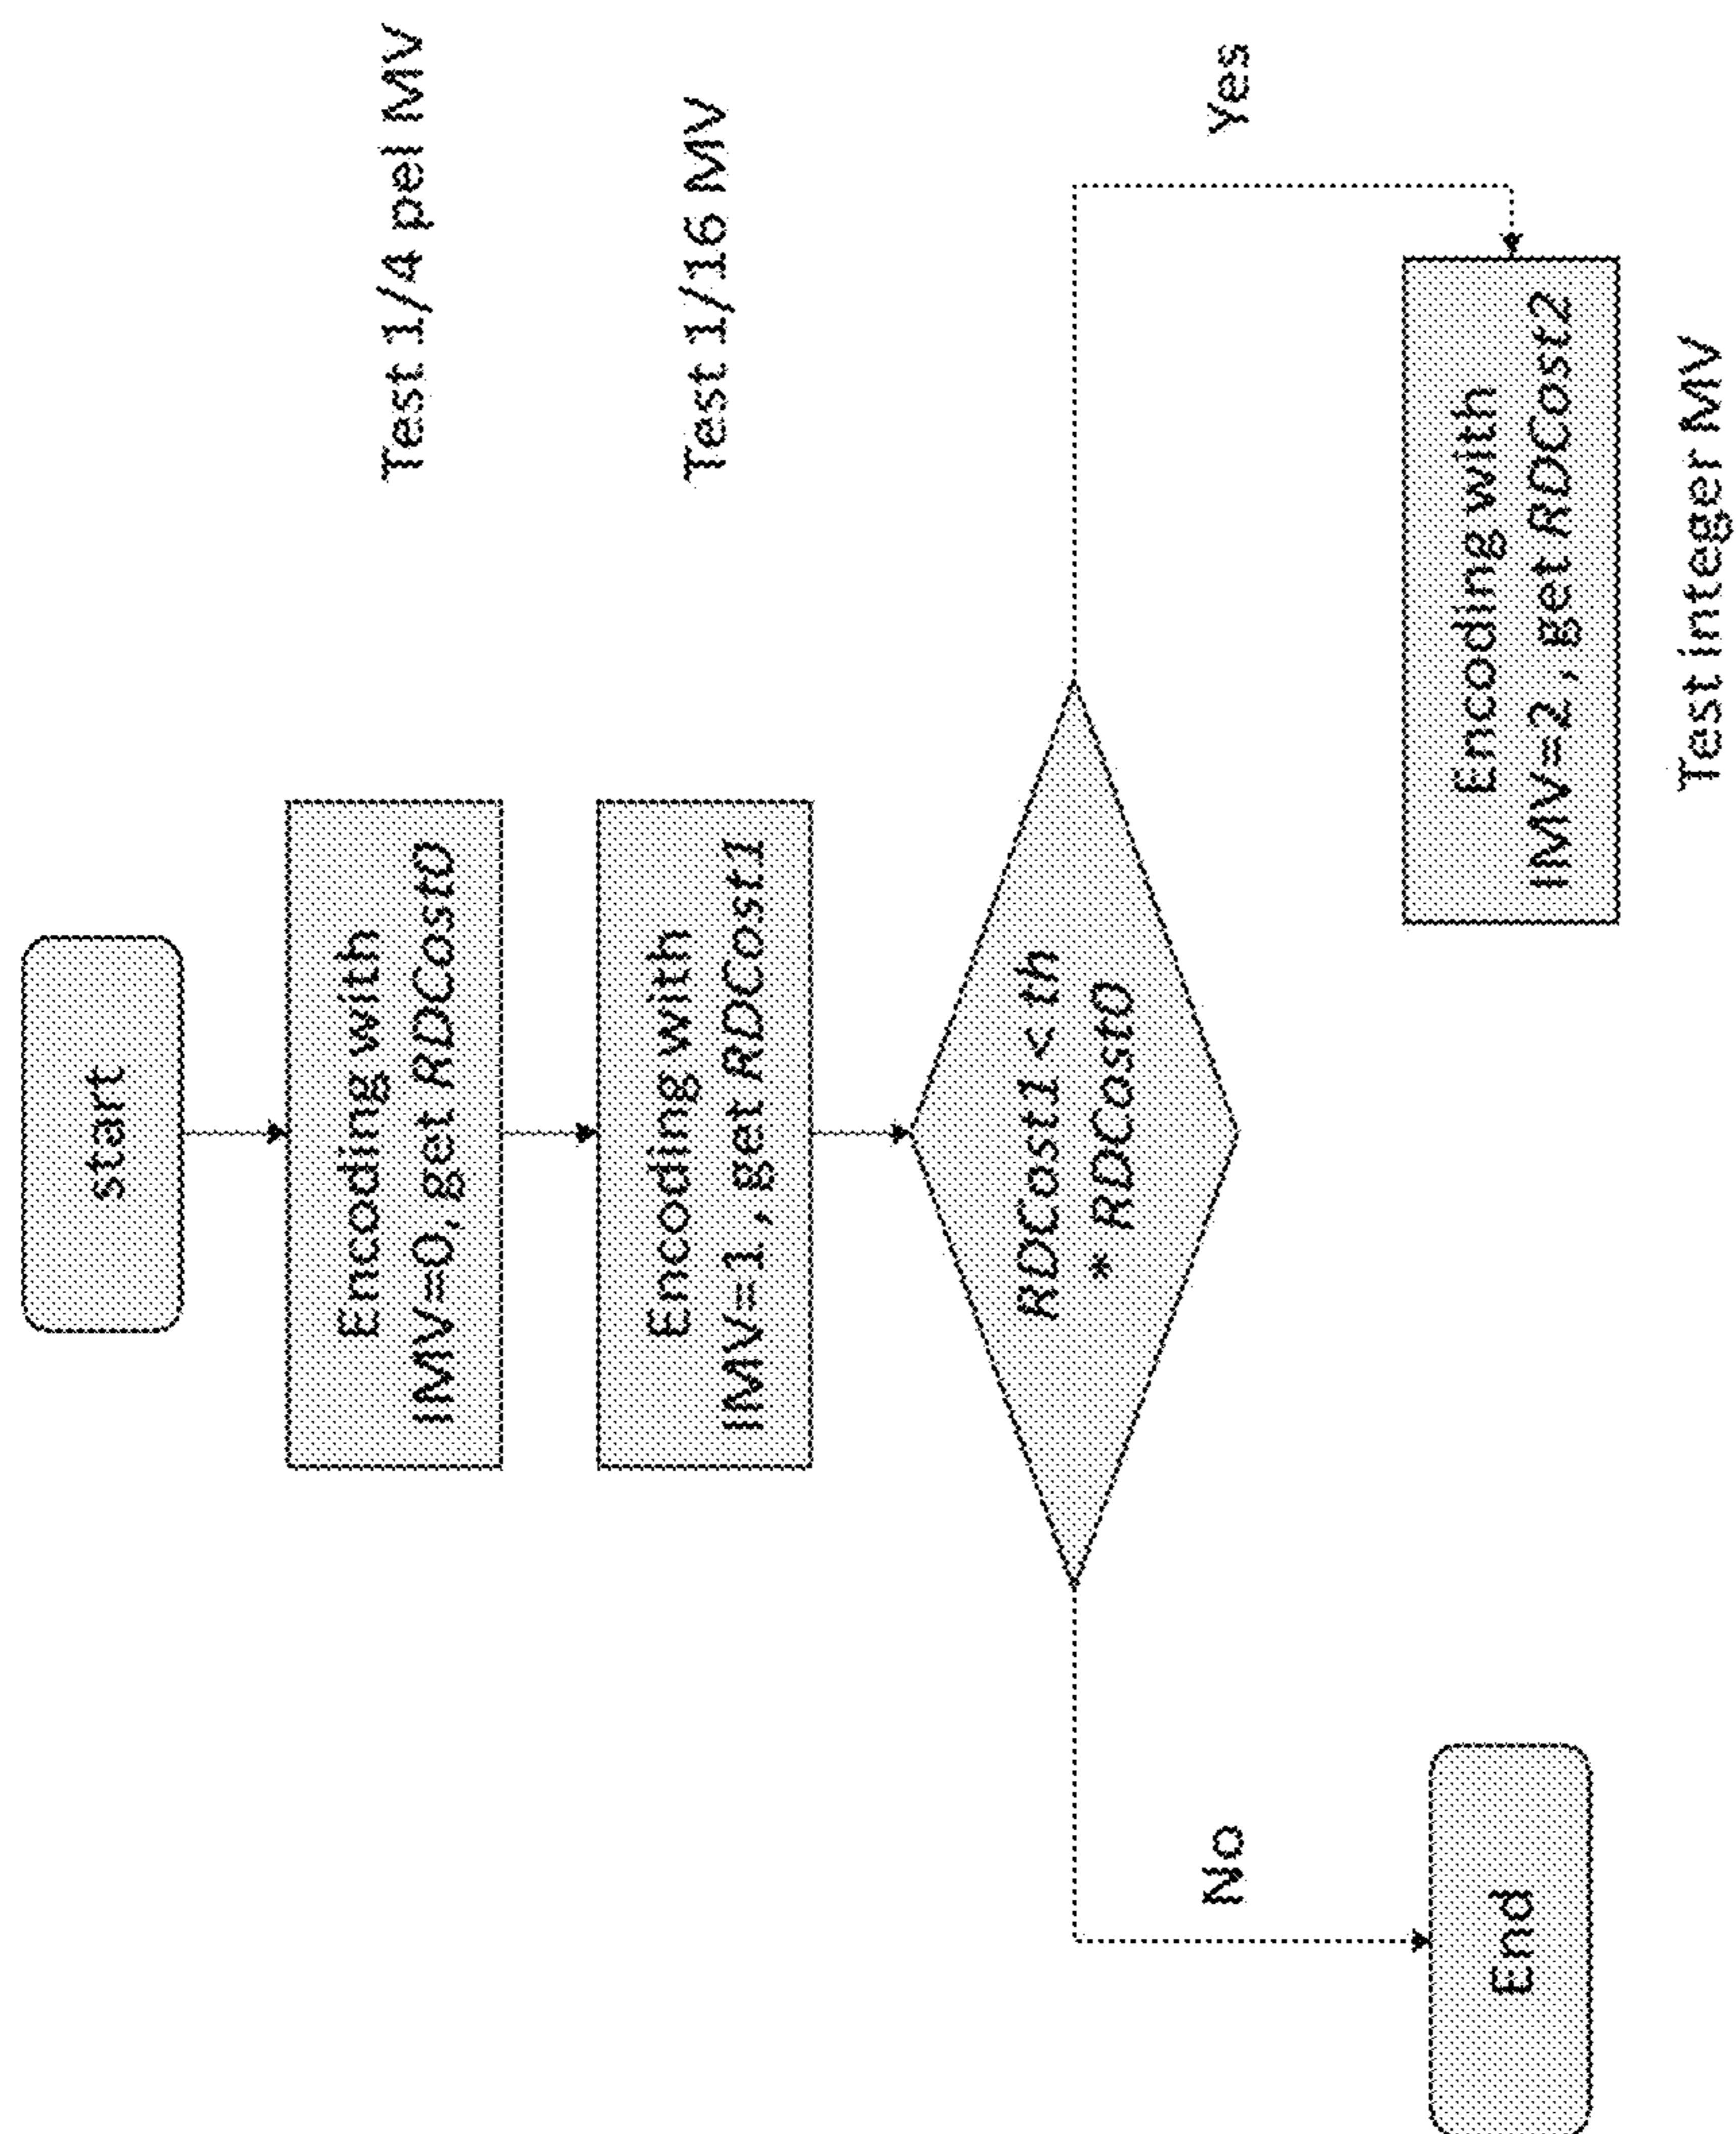 start
Encoding with
IMV=0, get RDCost0
Test 1/4 pel MV
Encoding with
IMV=1 , get RDCost1
Test 1/16 MV
RDCost1 < th
* RDCost0
No
Yes
End
Encoding with
IMV=2 , get RDCost2
Test integer MV